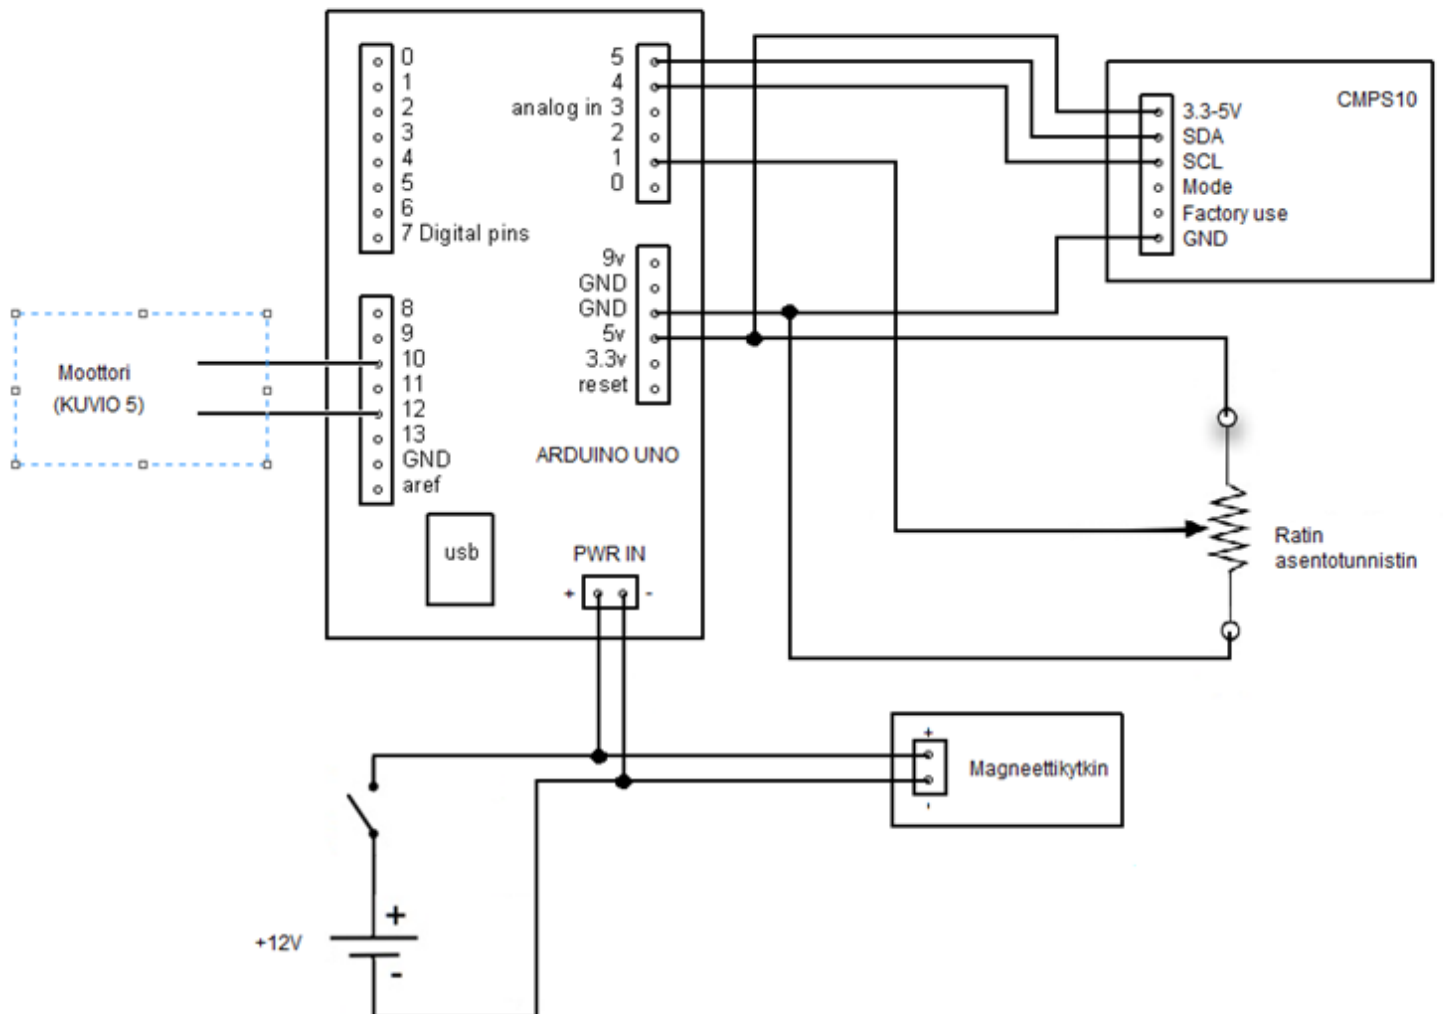 0
1
2
3
4
5
6
7 Digital pins
8
9
10
11
12
13
GND
aref
5
4
analog in 3
2
1
0
9v
GND
GND
5v
3.3v
reset
ARDUINO UNO
usb
PWR IN
+ -
Moottori
(KUVIO 5)
CMPS10
3.3-5V
SDA
SCL
Mode
Factory use
GND
Ratin
asentotunnistin
+
Magneettikytkin
-
+
+12V
-